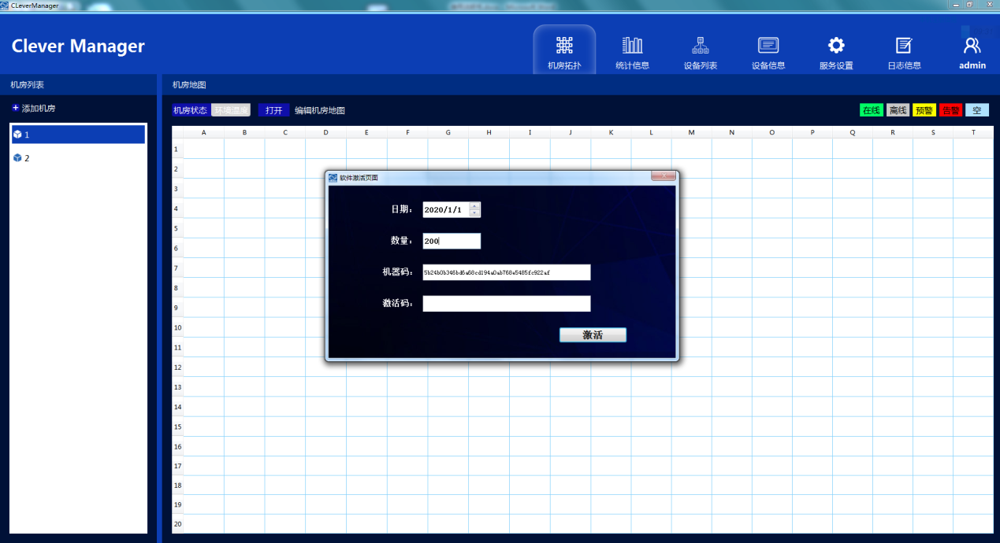 CLeverManager
Clever Manager
机房拓扑
统计信息
设备列表
设备信息
服务设置
日志信息
admin
机房列表
机房地图
添加机房
机房状态
环境温度
打开
编辑机房地图
在线
离线
预警
告警
空
1
2
A B C D E F G H I J K L M N O P Q R S T
1
2
3
4
5
6
7
8
9
10
11
12
13
14
15
16
17
18
19
20
软件激活页面
日期： 2020/1/1
数量： 200
机器码： 5b24b0b346bd6a68cd194a0ab768a5485fc922af
激活码：
激活